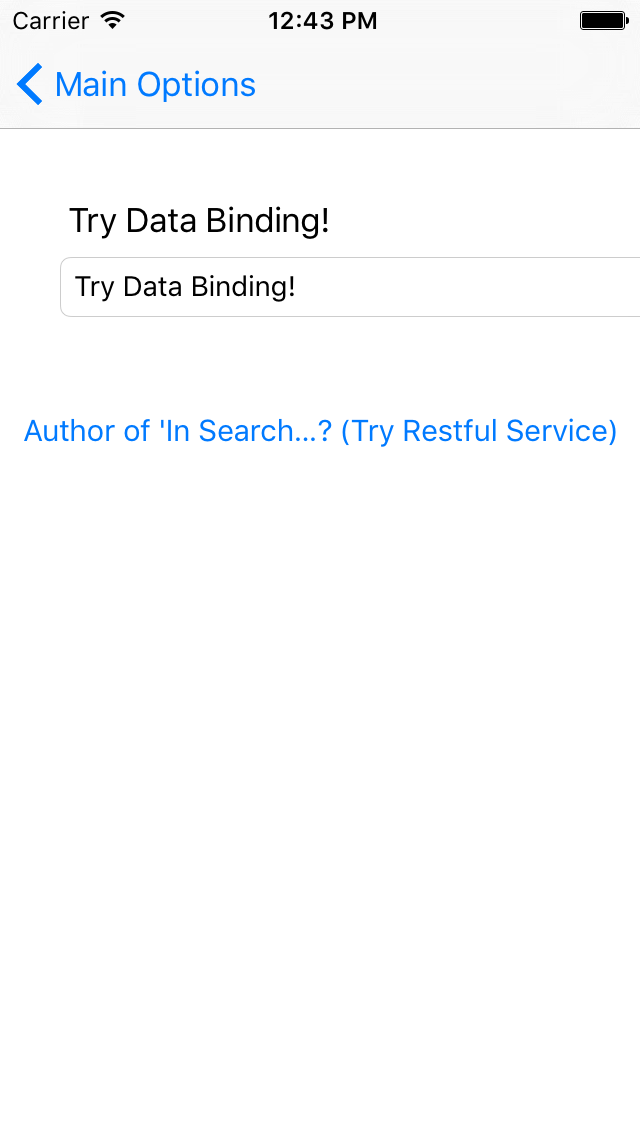 Carrier 12:43 PM
Main Options
Try Data Binding!
Try Data Binding!
Author of 'In Search...? (Try Restful Service)